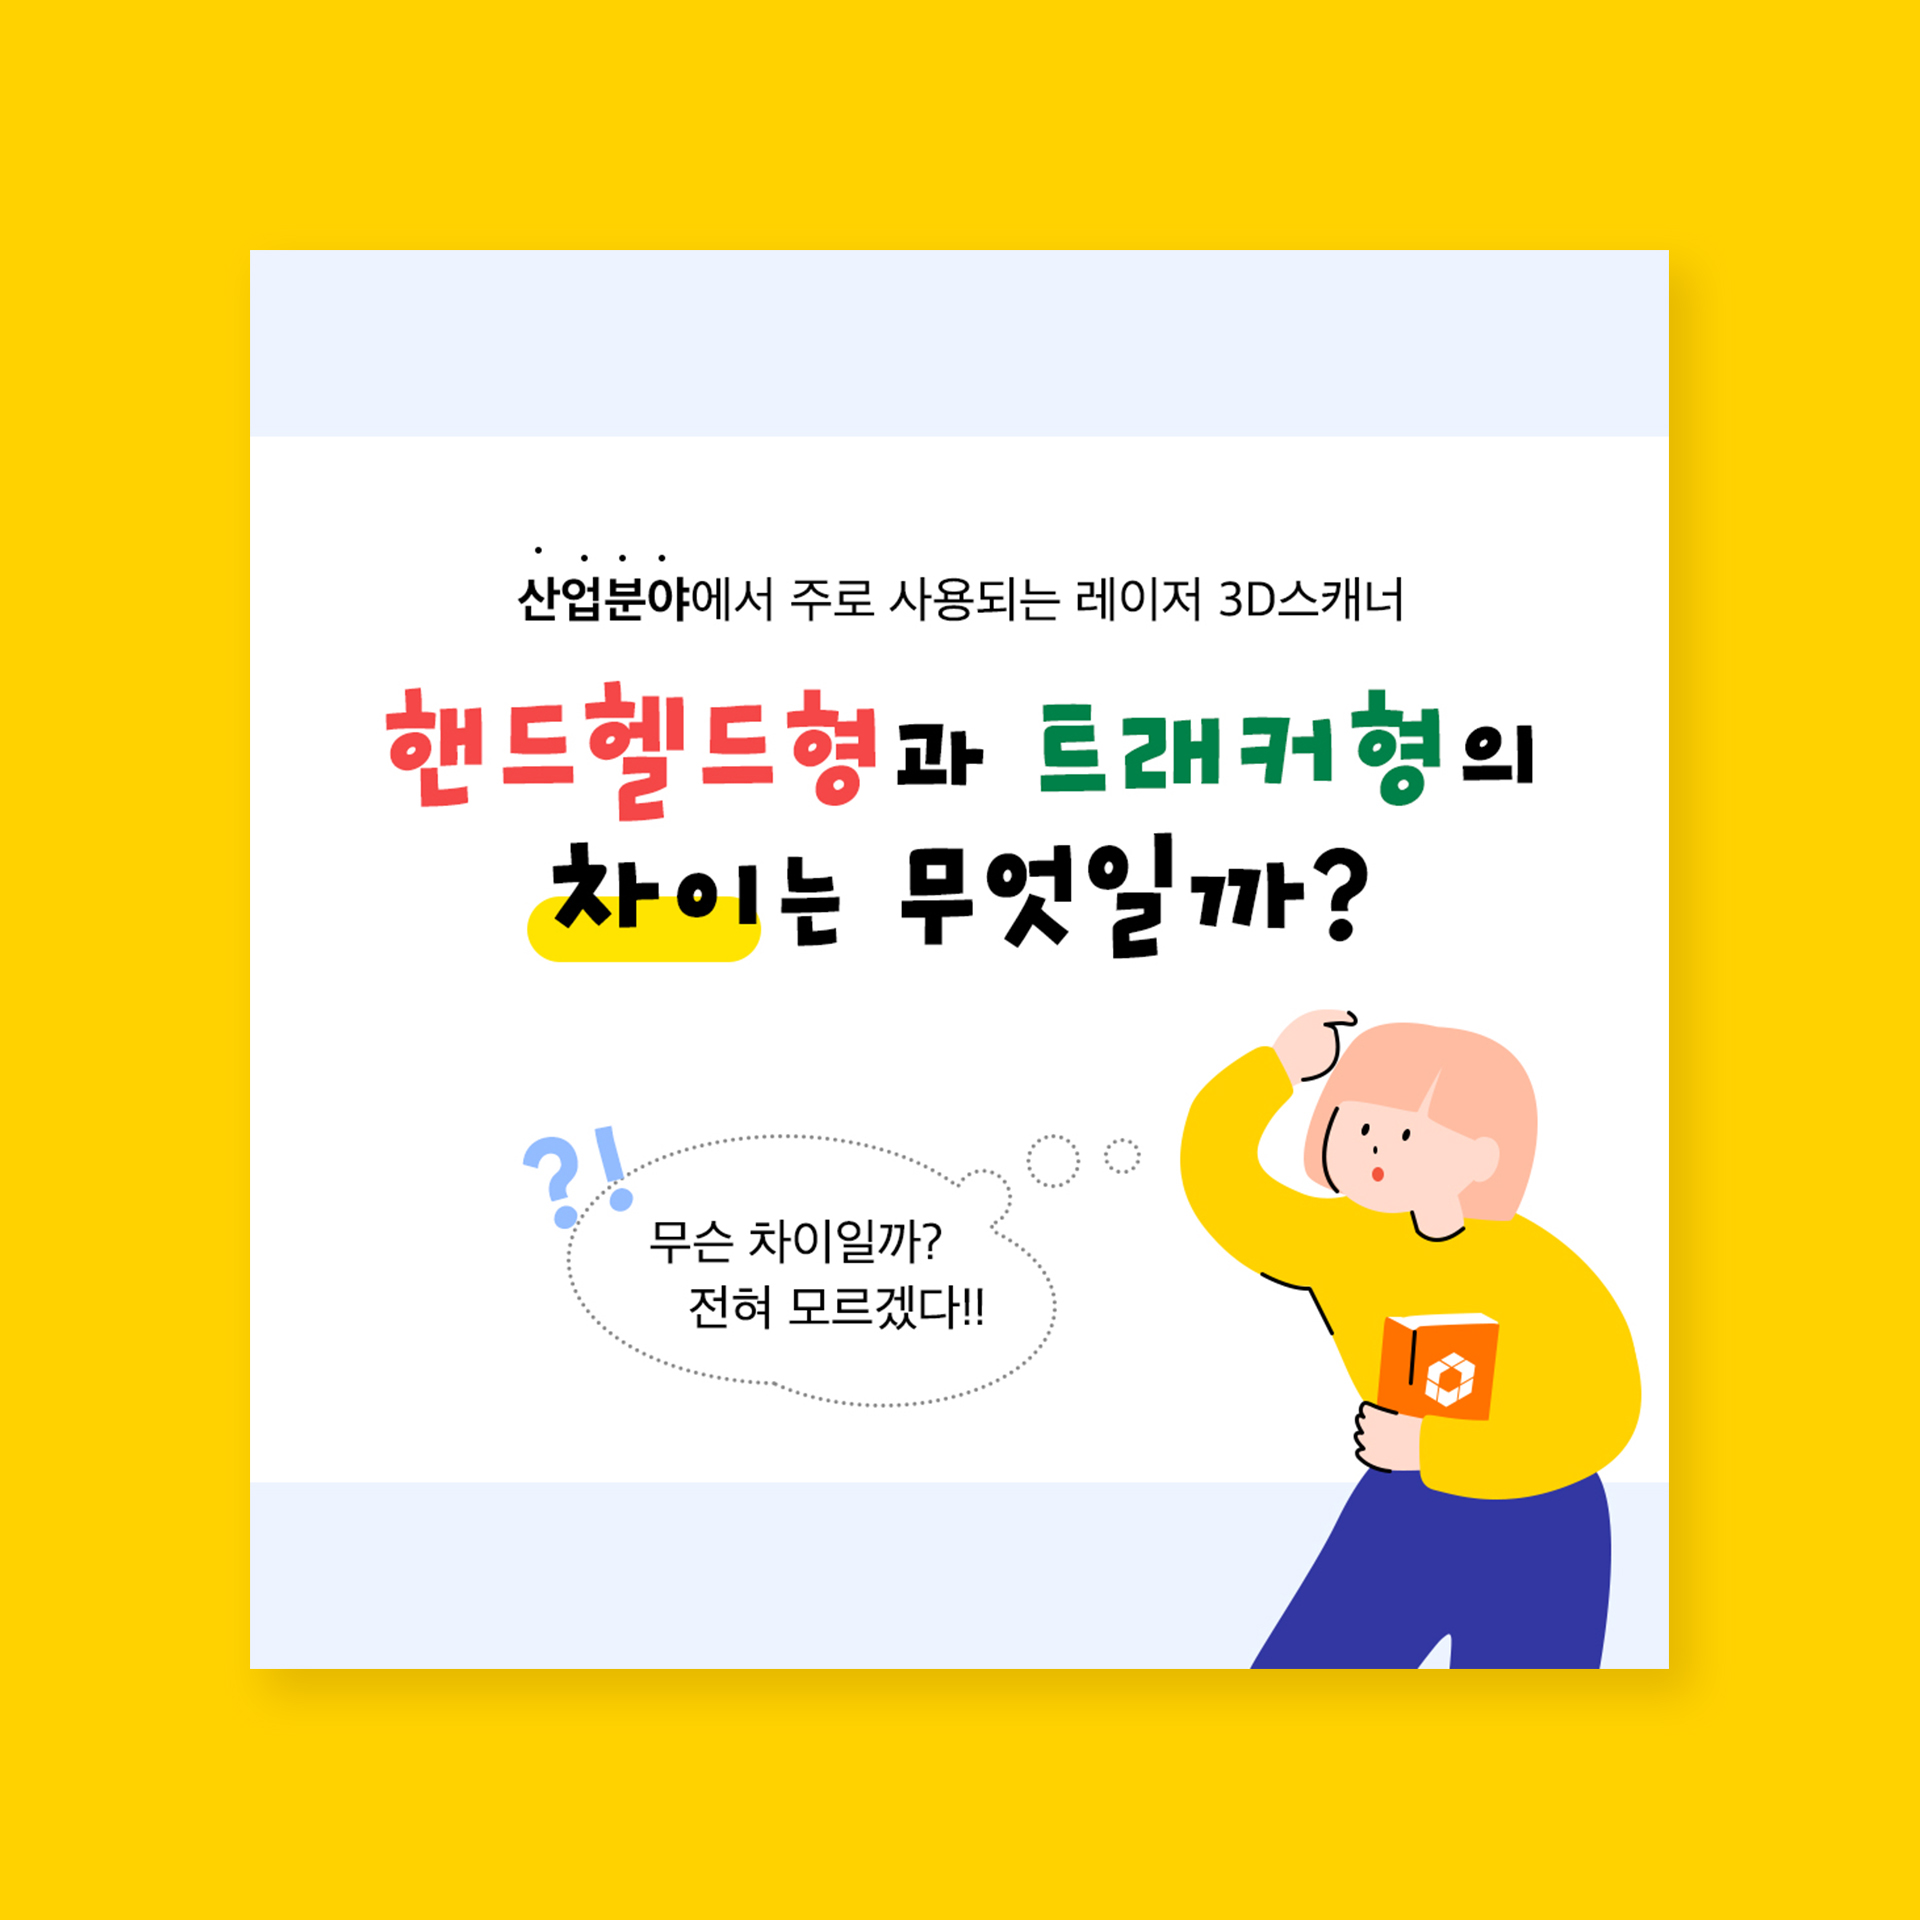 산업분야에서 주로 사용되는 레이저 3D스캐너
핸드헬드형과 트래커형의
차이는 무엇일까?
?!
무슨 차이일까?
전혀 모르겠다!!